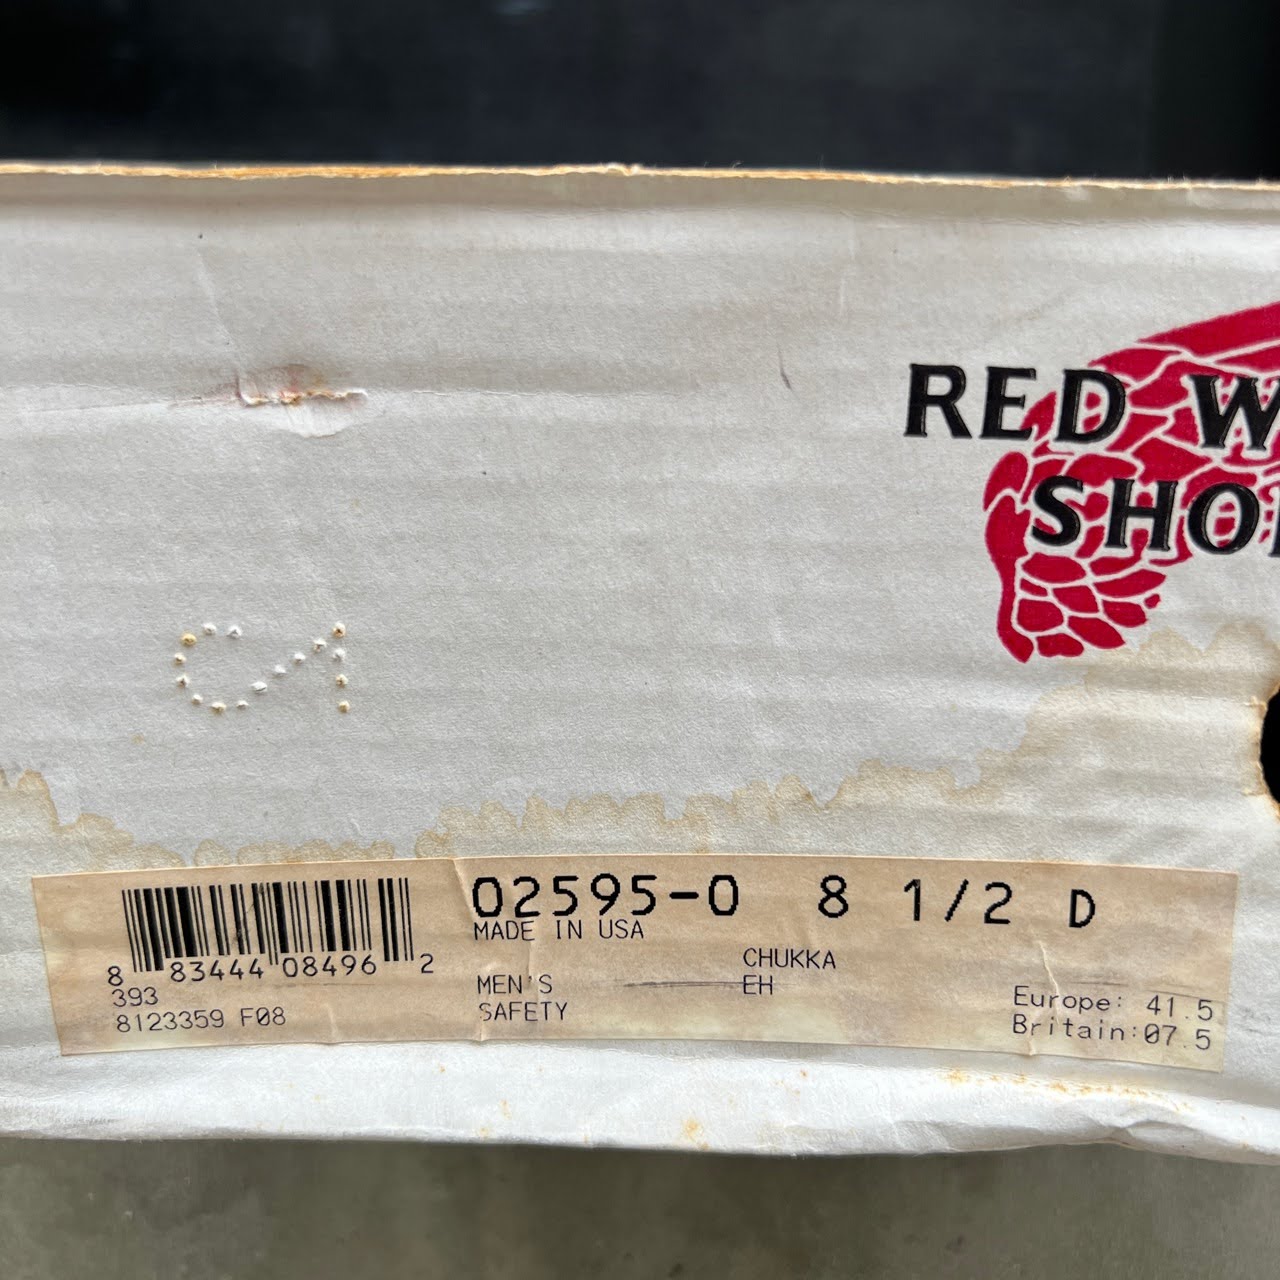 RED W
SHO
02595-0 8 1/2 D
MADE IN USA
CHUKKA
MEN'S EH
SAFETY
8 83444 08496 2
393
8123359 F08
Europe: 41.5
Britain:07.5